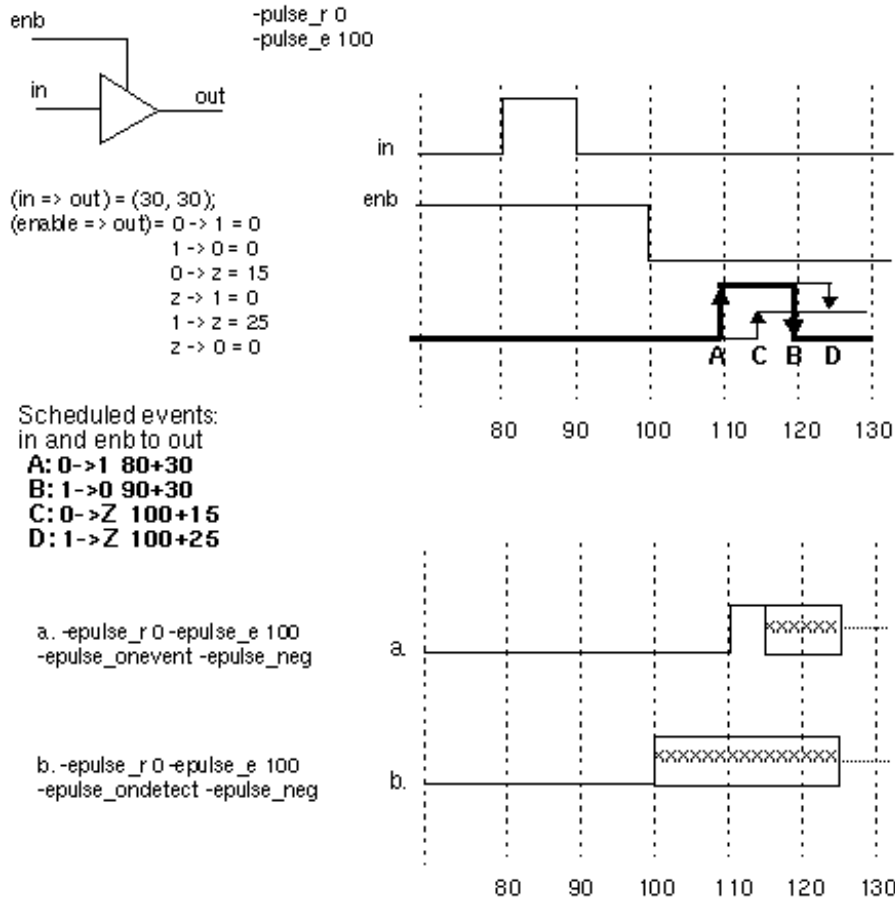 enb
-pulse_r 0
-pulse_e 100
in
out
in
(in => out) = (30, 30);
(enable => out)= 0 -> 1 = 0
1 -> 0 = 0
0 -> z = 15
z -> 1 = 0
1 -> z = 25
z -> 0 = 0
enb
A C B D
80 90 100 110 120 130
Scheduled events:
in and enb to out
A: 0->1 80+30
B: 1->0 90+30
C: 0->Z 100+15
D: 1->Z 100+25
a. -epulse_r 0 -epulse_e 100
-epulse_onevent -epulse_neg
a.
XXXXXX
b. -epulse_r 0 -epulse_e 100
-epulse_ondetect -epulse_neg
b.
XXXXXXXXXXXXXXX
80 90 100 110 120 130